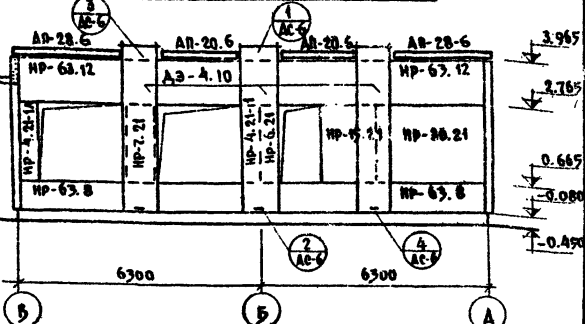 3
АС-6
1
АС-6
АП-28.6
АП-20.6
АП-20.6
АП-28-6
3.965
НР-63.12
ДЭ-4.10
НР-63.12
2.765
НР-4.21-1Л
НР-7.21
НР-4.21-1
НР-6.21
0.665
НР-63.8
НР-63.8
-0.080
2
АС-6
4
АС-6
-0.450
6300
6300
В
Б
А